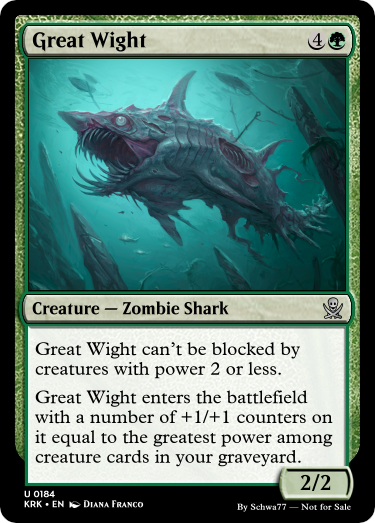 Great Wight 4
Creature — Zombie Shark
Great Wight can't be blocked by
creatures with power 2 or less.
Great Wight enters the battlefield
with a number of +1/+1 counters on
it equal to the greatest power among
creature cards in your graveyard.
2/2
U 0184
KRK • EN Diana Franco
By Schwa77 — Not for Sale